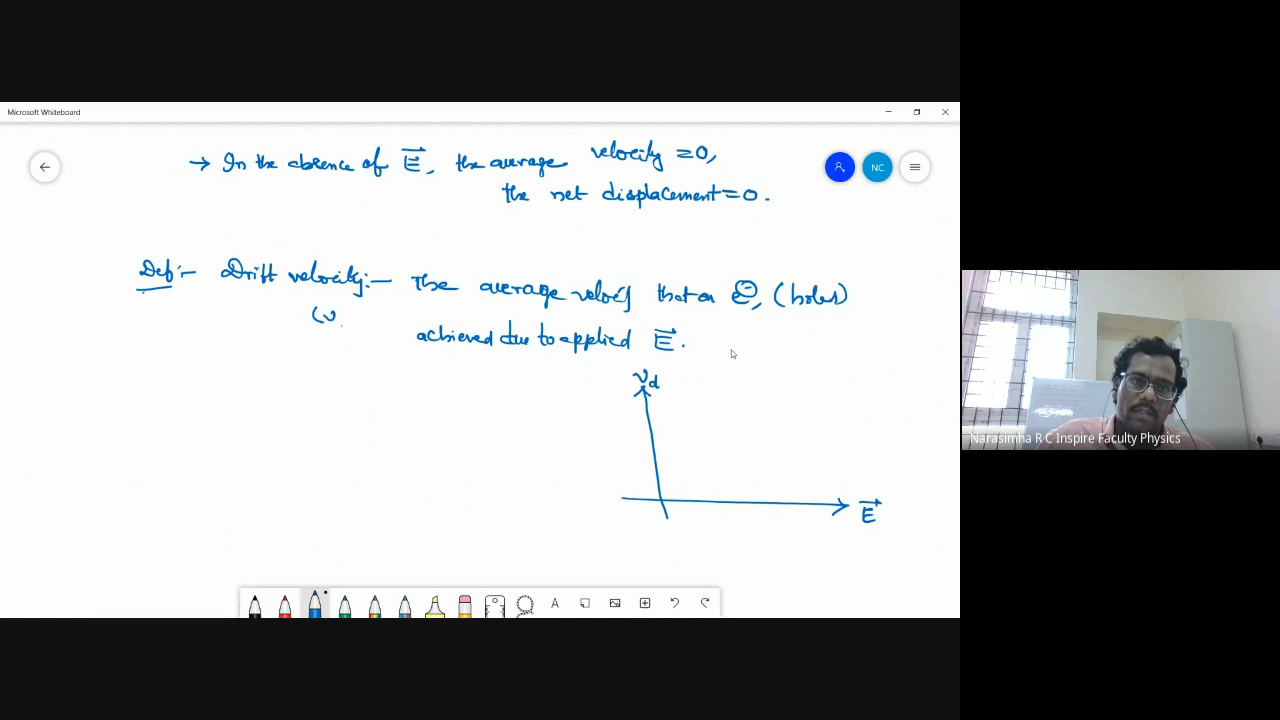 Microsoft Whiteboard
→ In the absence of E⃗, the average velocity = 0,
NC
the net displacement = 0.
Def:- Drift velocity:- The average veloci that an e⊖, (holes)
(v.
achieved due to applied E⃗.
vd
E⃗
Narasimha R C Inspire Faculty Physics
A